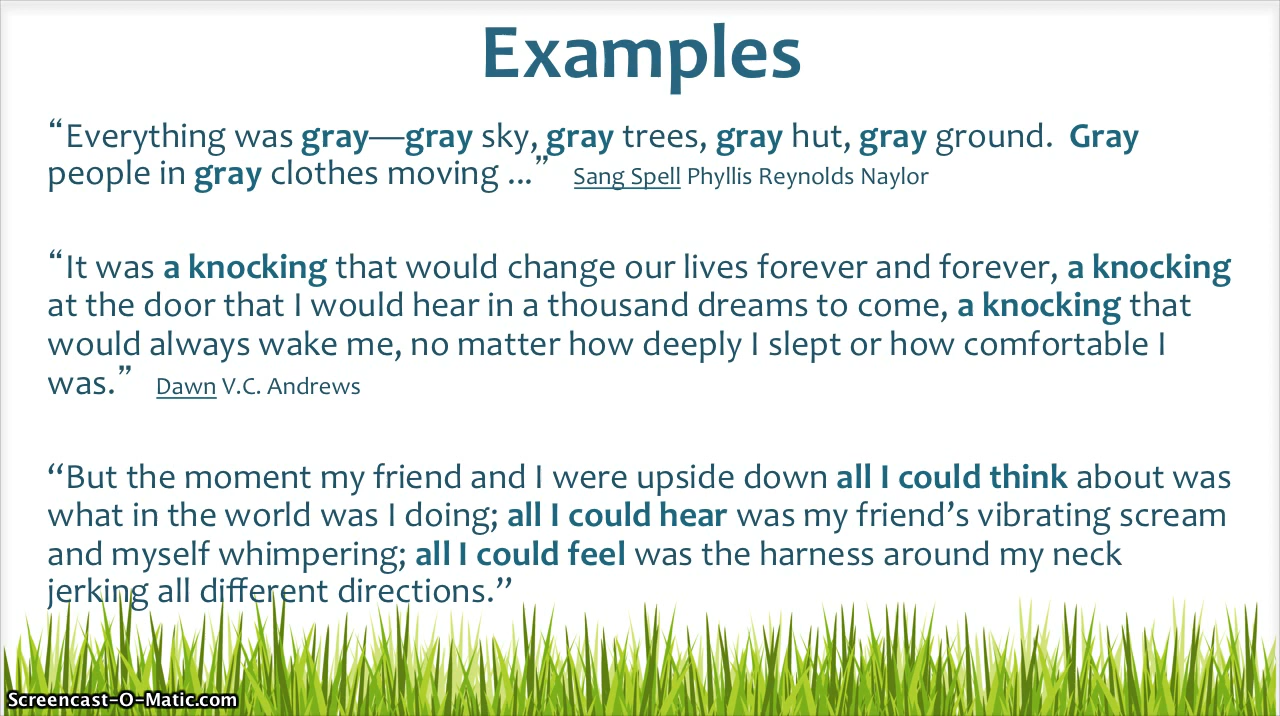 Examples
“Everything was gray—gray sky, gray trees, gray hut, gray ground.  Gray
people in gray clothes moving ...”   Sang Spell Phyllis Reynolds Naylor
“It was a knocking that would change our lives forever and forever, a knocking
at the door that I would hear in a thousand dreams to come, a knocking that
would always wake me, no matter how deeply I slept or how comfortable I
was.”   Dawn V.C. Andrews
“But the moment my friend and I were upside down all I could think about was
what in the world was I doing; all I could hear was my friend’s vibrating scream
and myself whimpering; all I could feel was the harness around my neck
jerking all different directions.”
Screencast-O-Matic.com